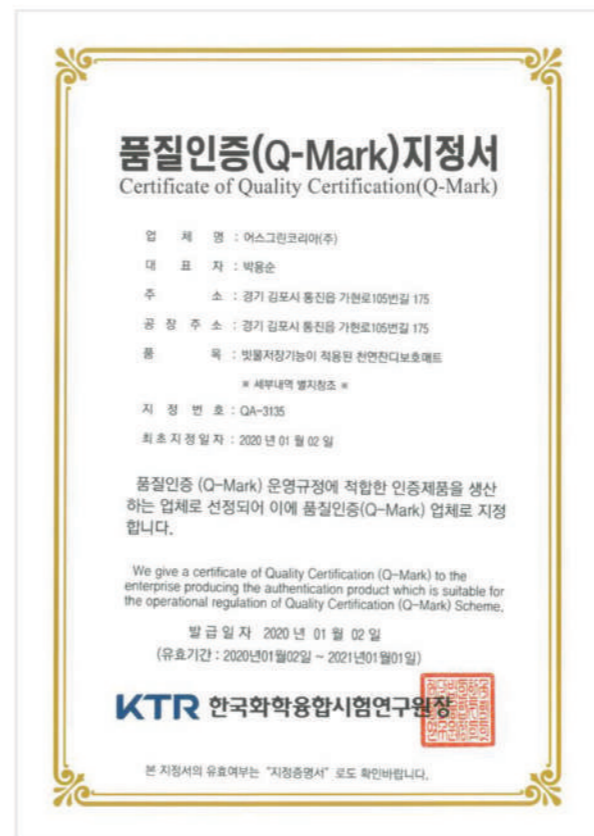 품질인증(Q-Mark)지정서
Certificate of Quality Certification(Q-Mark)
업 체 명 : 어스그린코리아(주)
대 표 자 : 박용순
주 소 : 경기 김포시 통진읍 가현로105번길 175
공 장 주 소 : 경기 김포시 통진읍 가현로105번길 175
품 목 : 빗물저장기능이 적용된 천연잔디보호매트
※ 세부내역 별지참조 ※
지 정 번 호 : QA-3135
최초지정일자 : 2020 년 01 월 02 일
품질인증 (Q-Mark) 운영규정에 적합한 인증제품을 생산
하는 업체로 선정되어 이에 품질인증(Q-Mark) 업체로 지정
합니다.
We give a certificate of Quality Certification (Q-Mark) to the
enterprise producing the authentication product which is suitable for
the operational regulation of Quality Certification (Q-Mark) Scheme.
발급일자 2020 년 01 월 02 일
(유효기간 : 2020년01월02일 ~ 2021년01월01일)
KTR 한국화학융합시험연구원장
본 지정서의 유효여부는 "지정증명서" 로도 확인바랍니다.